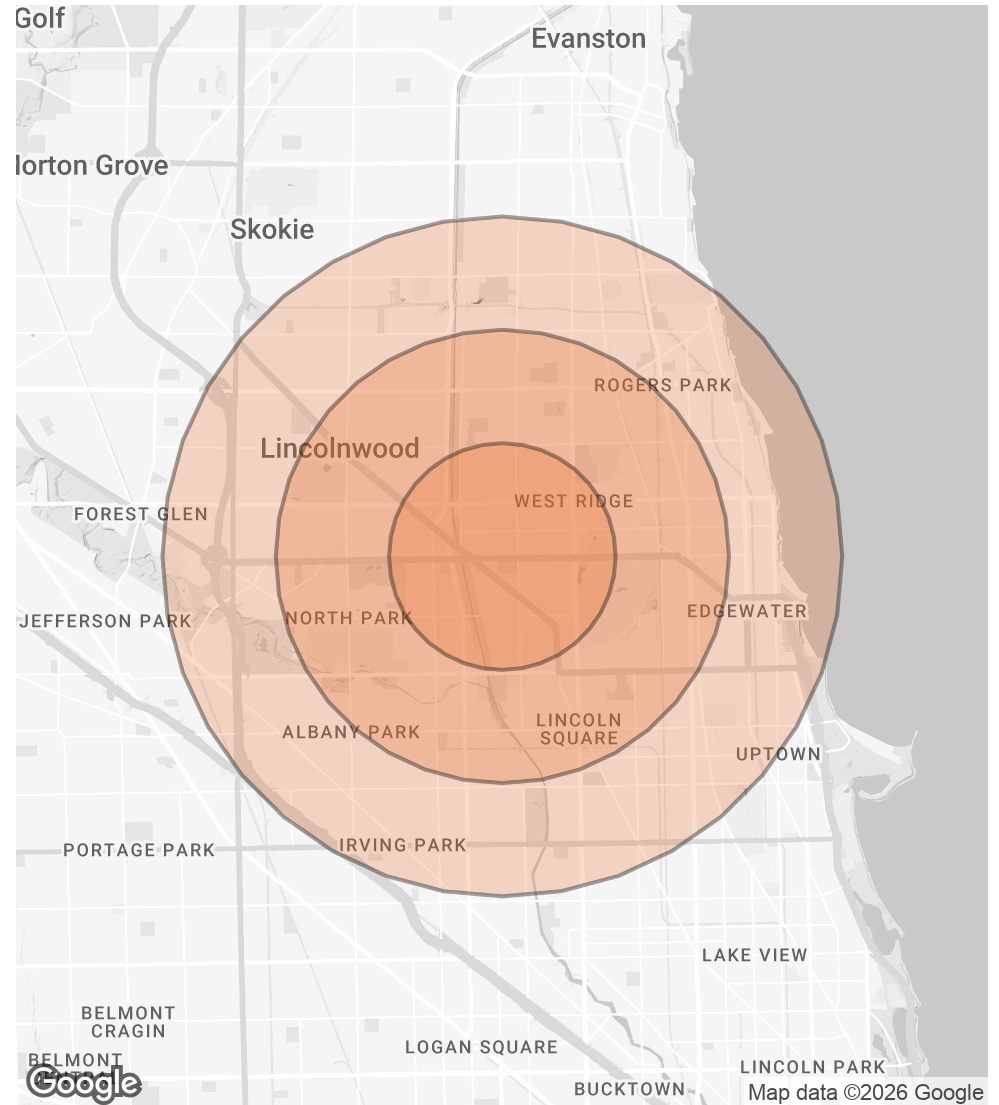 Golf
Evanston
Morton Grove
Skokie
ROGERS PARK
Lincolnwood
WEST RIDGE
FOREST GLEN
EDGEWATER
NORTH PARK
JEFFERSON PARK
LINCOLN
SQUARE
ALBANY PARK
UPTOWN
IRVING PARK
PORTAGE PARK
LAKE VIEW
BELMONT
CRAGIN
LOGAN SQUARE
BELMONT
CENTRAL
LINCOLN PARK
Google
BUCKTOWN
Map data ©2026 Google